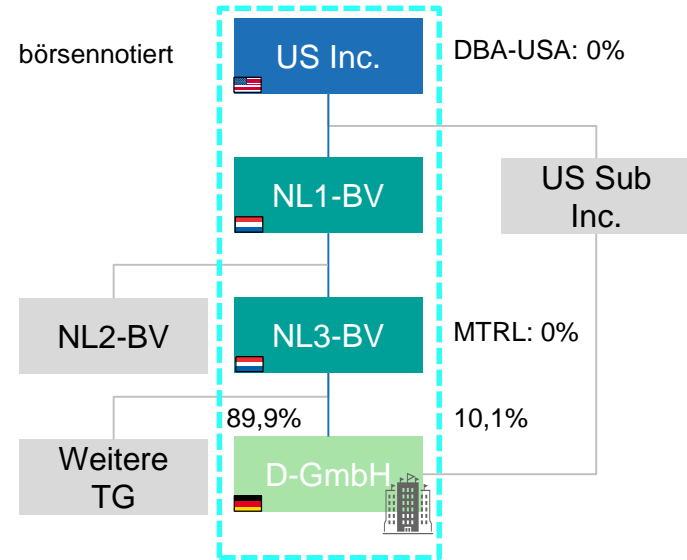 börsennotiert
US Inc.
DBA-USA: 0%
NL1-BV
US Sub
Inc.
NL2-BV
NL3-BV
MTRL: 0%
89,9%
10,1%
Weitere
TG
D-GmbH